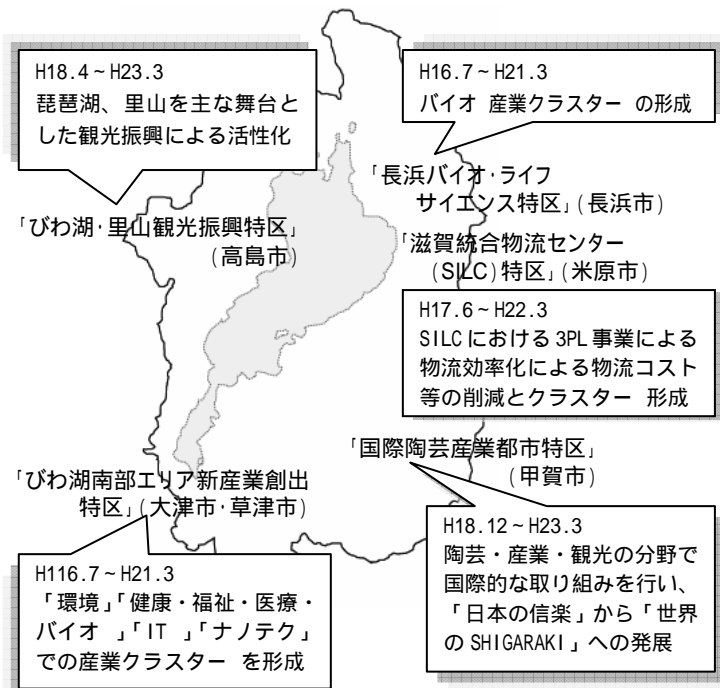 H18.4～H23.3
琵琶湖、里山を主な舞台と
した観光振興による活性化
H16.7～H21.3
バイオ 産業クラスター の形成
「長浜バイオ・ライフ
サイエンス特区」(長浜市)
「びわ湖・里山観光振興特区」
(高島市)
「滋賀統合物流センター
(SILC)特区」(米原市)
H17.6～H22.3
SILCにおける3PL事業による
物流効率化による物流コスト
等の削減とクラスター 形成
「国際陶芸産業都市特区」
(甲賀市)
「びわ湖南部エリア新産業創出
特区」(大津市・草津市)
H18.12～H23.3
陶芸・産業・観光の分野で
国際的な取り組みを行い、
「日本の信楽」から「世界
のSHIGARAKI」への発展
H116.7～H21.3
「環境」「健康・福祉・医療・
バイオ 」「IT 」「ナノテク」
での産業クラスター を形成